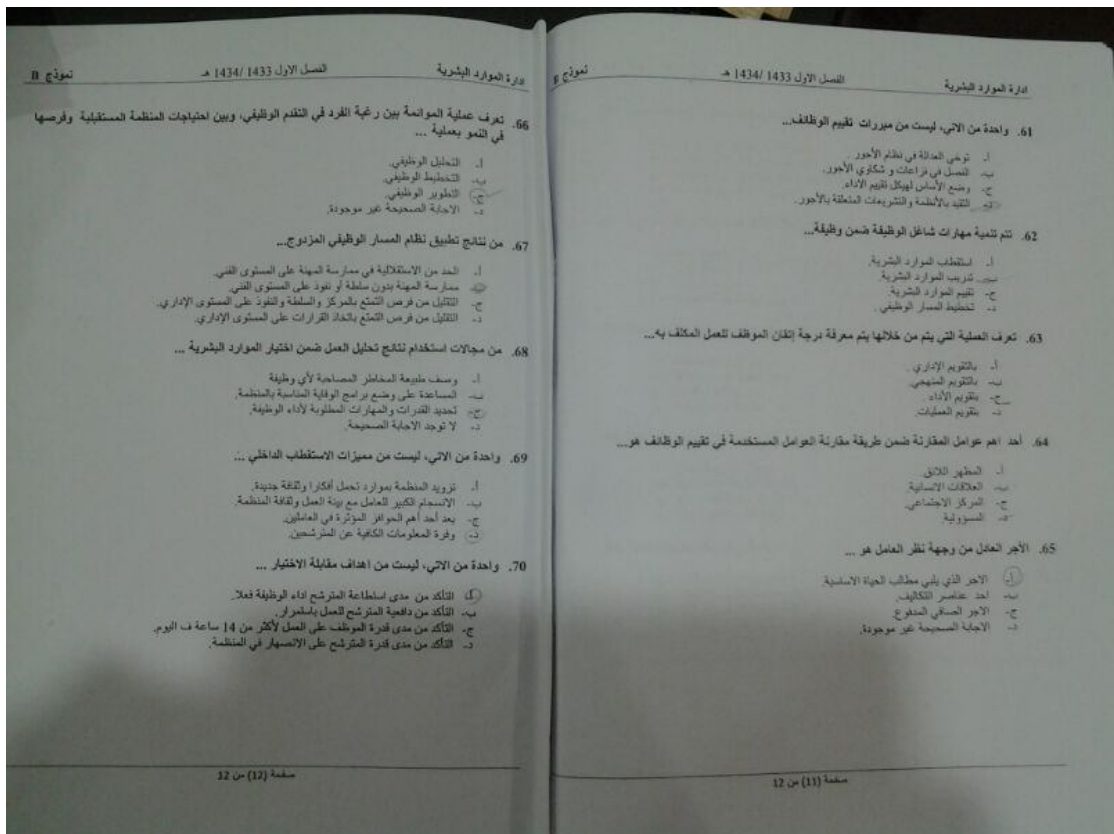 ادارة الموارد البشرية
الفصل الاول 1433 /1434 هـ
نموذج B
61. واحدة من الاتي، ليست من مبررات تقييم الوظائف...
أ- توخي العدالة في نظام الأجور .
ب- الفصل في نزاعات و شكاوي الأجور.
ج- وضع الأساس لهيكل تقييم الاداء.
د- التقيد بالأنظمة والتشريعات المتعلقة بالأجور.
62. تتم تنمية مهارات شاغل الوظيفة ضمن وظيفة...
أ- استقطاب الموارد البشرية.
ب- تدريب الموارد البشرية.
ج- تقييم الموارد البشرية.
د- تخطيط المسار الوظيفي .
63. تعرف العملية التي يتم من خلالها يتم معرفة درجة إتقان الموظف للعمل المكلف به...
أ- بالتقويم الإداري .
ب- بالتقويم المنهجي.
ج- بتقويم الأداء .
د- بتقويم العمليات.
64. أحد اهم عوامل المقارنة ضمن طريقة مقارنة العوامل المستخدمة في تقييم الوظائف هو...
أ- المظهر اللائق.
ب- العلاقات الانسانية.
ج- المركز الاجتماعي.
د- المسؤولية.
65. الأجر العادل من وجهة نظر العامل هو ...
أ- الاجر الذي يلبي مطالب الحياة الاساسية.
ب- احد عناصر التكاليف.
ج- الاجر الصافي المدفوع.
د- الاجابة الصحيحة غير موجودة.
صفحة (11) من 12
ادارة الموارد البشرية
الفصل الاول 1433 /1434 هـ
نموذج B
66. تعرف عملية الموائمة بين رغبة الفرد في التقدم الوظيفي، وبين احتياجات المنظمة المستقبلية وفرصها
في النمو بعملية ...
أ- التحليل الوظيفي.
ب- التخطيط الوظيفي.
ج- التطوير الوظيفي.
د- الاجابة الصحيحة غير موجودة.
67. من نتائج تطبيق نظام المسار الوظيفي المزدوج...
أ- الحد من الاستقلالية في ممارسة المهنة على المستوى الفني.
ب- ممارسة المهنة بدون سلطة أو نفوذ على المستوى الفني.
ج- التقليل من فرص التمتع بالمركز والسلطة والنفوذ على المستوى الإداري.
د- التقليل من فرص التمتع باتخاذ القرارات على المستوى الإداري.
68. من مجالات استخدام نتائج تحليل العمل ضمن اختيار الموارد البشرية ...
أ- وصف طبيعة المخاطر المصاحبة لأي وظيفة
ب- المساعدة على وضع برامج الوقاية المناسبة بالمنظمة.
ج- تحديد القدرات والمهارات المطلوبة لأداء الوظيفة.
د- لا توجد الاجابة الصحيحة.
69. واحدة من الاتي، ليست من مميزات الاستقطاب الداخلي ...
أ- تزويد المنظمة بموارد تحمل أفكارا وثقافة جديدة.
ب- الانسجام الكبير للعامل مع بيئة العمل وثقافة المنظمة.
ج- يعد أحد أهم الحوافز المؤثرة في العاملين.
د- وفرة المعلومات الكافية عن المترشحين.
70. واحدة من الاتي، ليست من اهداف مقابلة الاختيار ...
أ- التأكد من مدى استطاعة المترشح اداء الوظيفة فعلا.
ب- التأكد من دافعية المترشح للعمل باستمرار.
ج- التأكد من مدى قدرة الموظف على العمل لأكثر من 14 ساعة ف اليوم.
د- التأكد من مدى قدرة المترشح على الانصهار في المنظمة.
صفحة (12) من 12